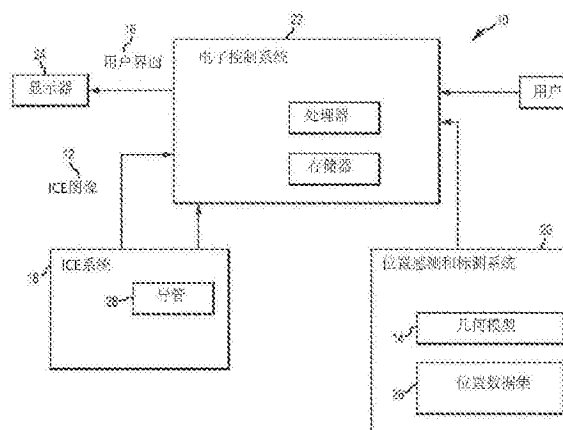 22
10
16
用户界面
24
显示器
电子控制系统
用户
处理器
存储器
12
ICE图像
20
18
ICE系统
位置感测和标测系统
28
导管
14
几何模型
26
位置数据集